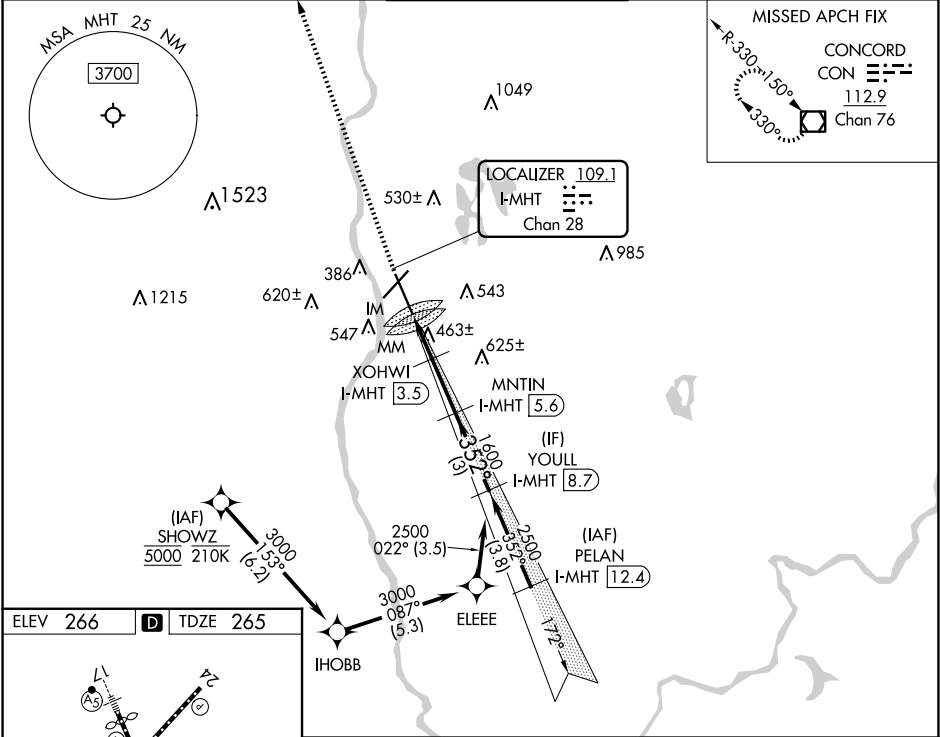 MSA MHT 25 NM
3700
MISSED APCH FIX
R-330
150°
330°
CONCORD
CON
112.9
Chan 76
1049
1523
530±
LOCALIZER 109.1
I-MHT
Chan 28
985
386
1215
620±
IM
543
547
463±
MM
625±
XOHWI
I-MHT 3.5
MNTIN
I-MHT 5.6
1600
352°
(3)
(IF)
YOULL
I-MHT 8.7
(IAF)
SHOWZ
5000 210K
3000
153°
(6.2)
2500
022° (3.5)
2500
352°
(3.8)
(IAF)
PELAN
I-MHT 12.4
3000
087°
(5.3)
ELEEE
172°
IHOBB
ELEV 266 D TDZE 265
17
24
A5
P